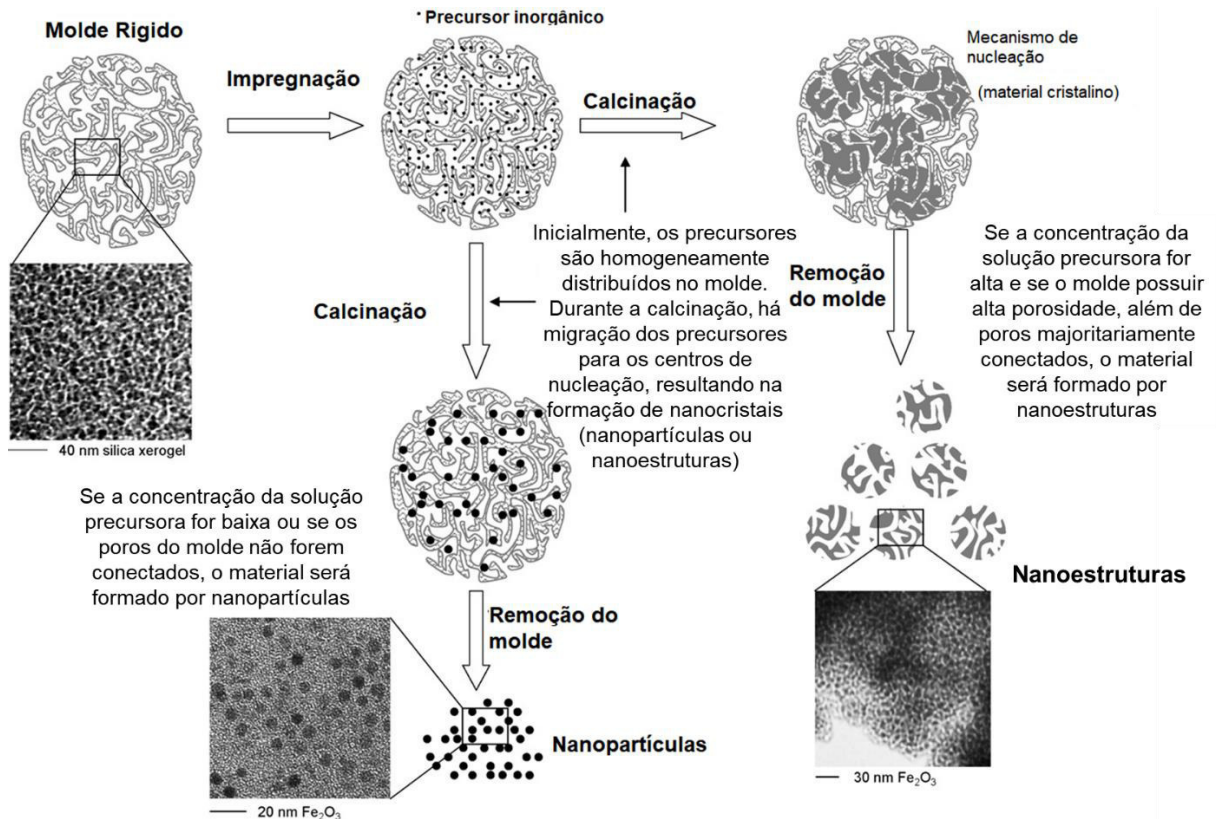 Molde Rigido
Impregnação
• Precursor inorgânico
Calcinação
Mecanismo de
nucleação
(material cristalino)
40 nm silica xerogel
Calcinação
Inicialmente, os precursores
são homogeneamente
distribuídos no molde.
Durante a calcinação, há
migração dos precursores
para os centros de
nucleação, resultando na
formação de nanocristais
(nanopartículas ou
nanoestruturas)
Remoção
do molde
Se a concentração da
solução precursora for
alta e se o molde possuir
alta porosidade, além de
poros majoritariamente
conectados, o material
será formado por
nanoestruturas
Se a concentração da solução
precursora for baixa ou se os
poros do molde não forem
conectados, o material será
formado por nanopartículas
Remoção do
molde
Nanopartículas
20 nm Fe₂O₃
Nanoestruturas
30 nm Fe₂O₃